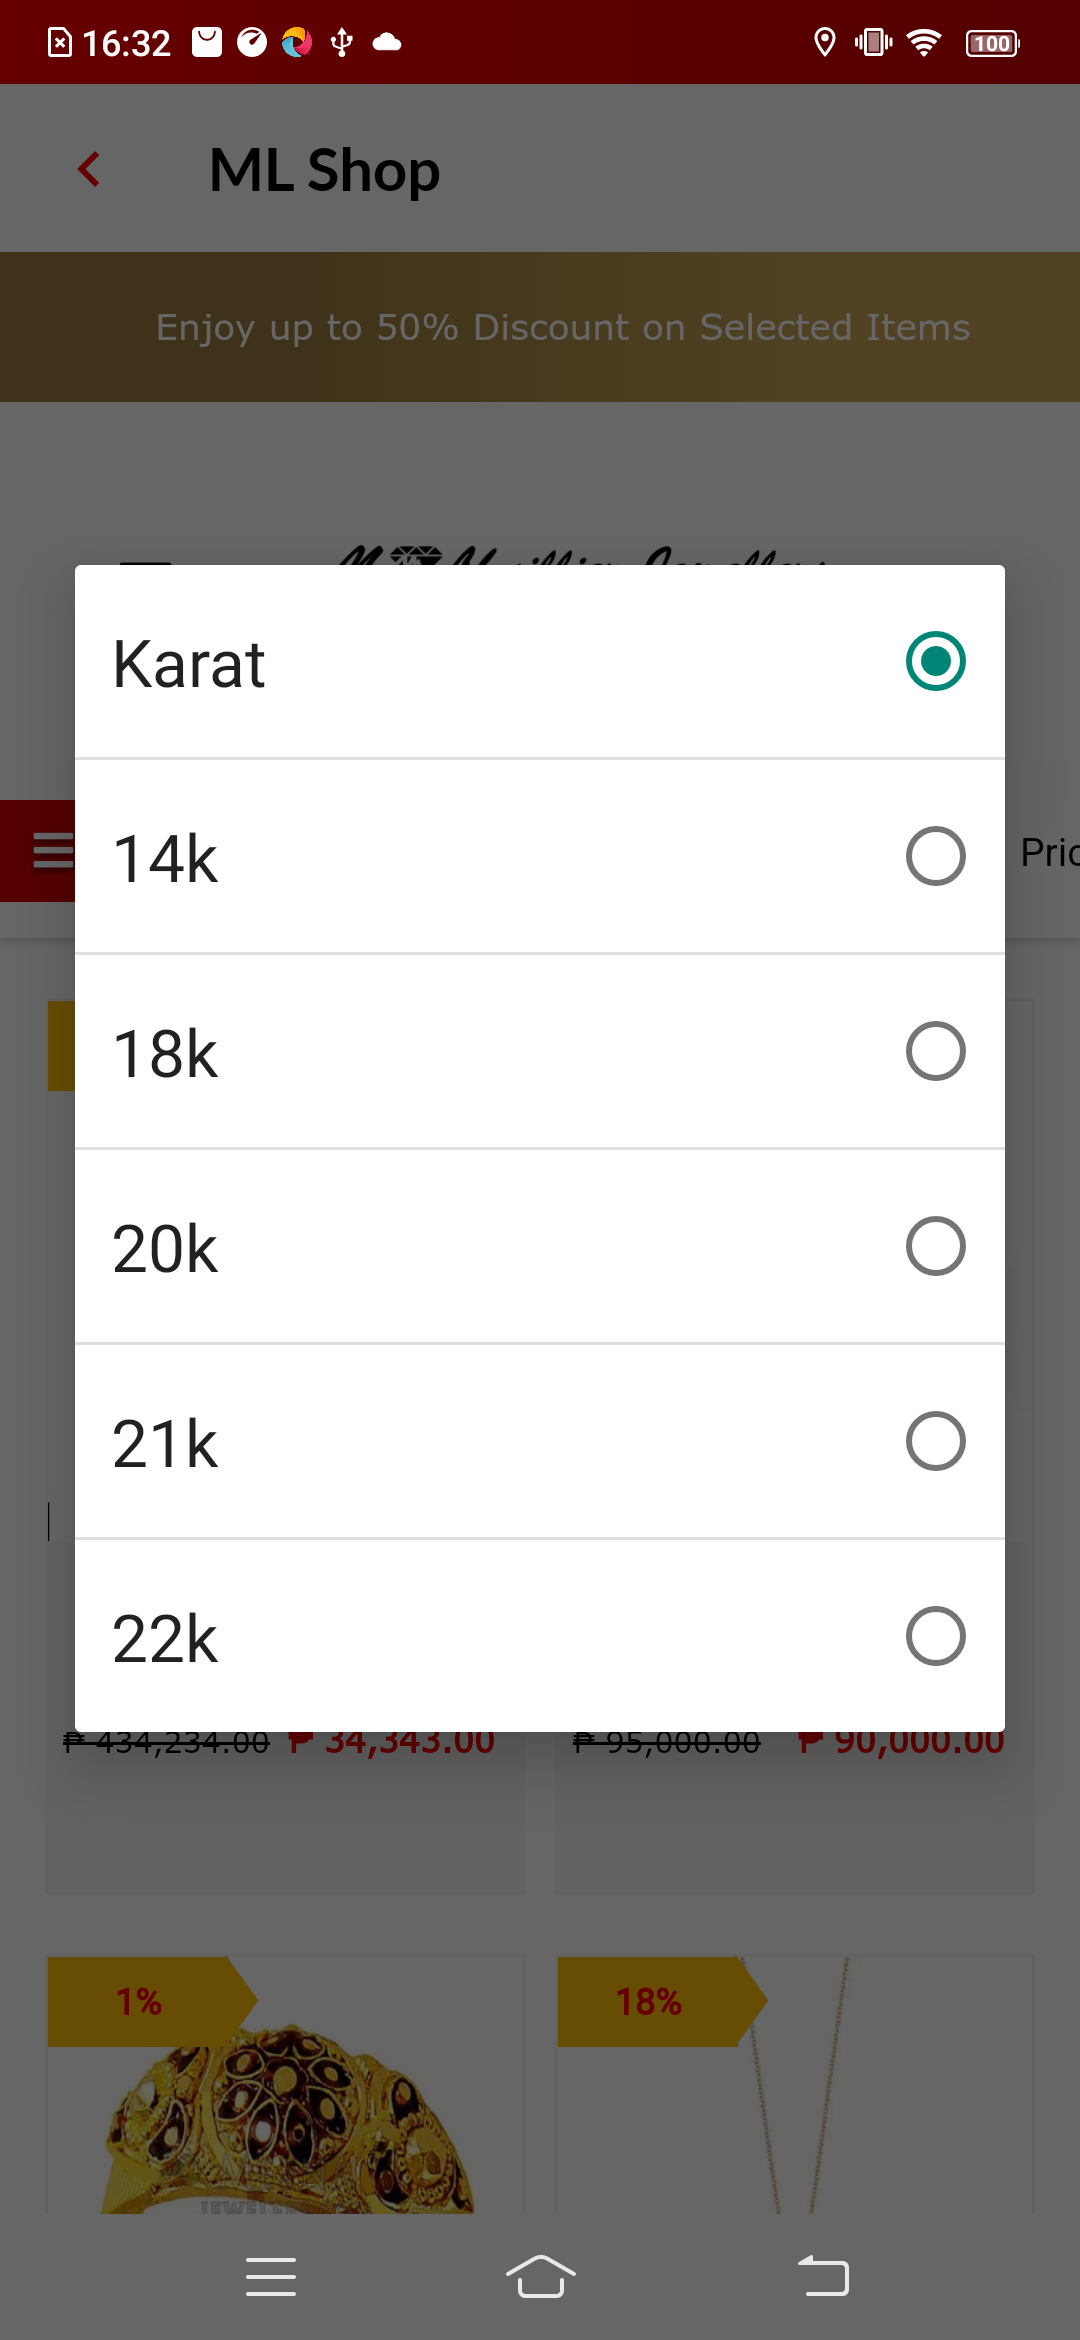 16:32
100
ML Shop
Enjoy up to 50% Discount on Selected Items
Karat
14k
Pric
18k
20k
21k
22k
₱ 434,234.00 ₱ 34,343.00
₱ 95,000.00 ₱ 90,000.00
1%
18%